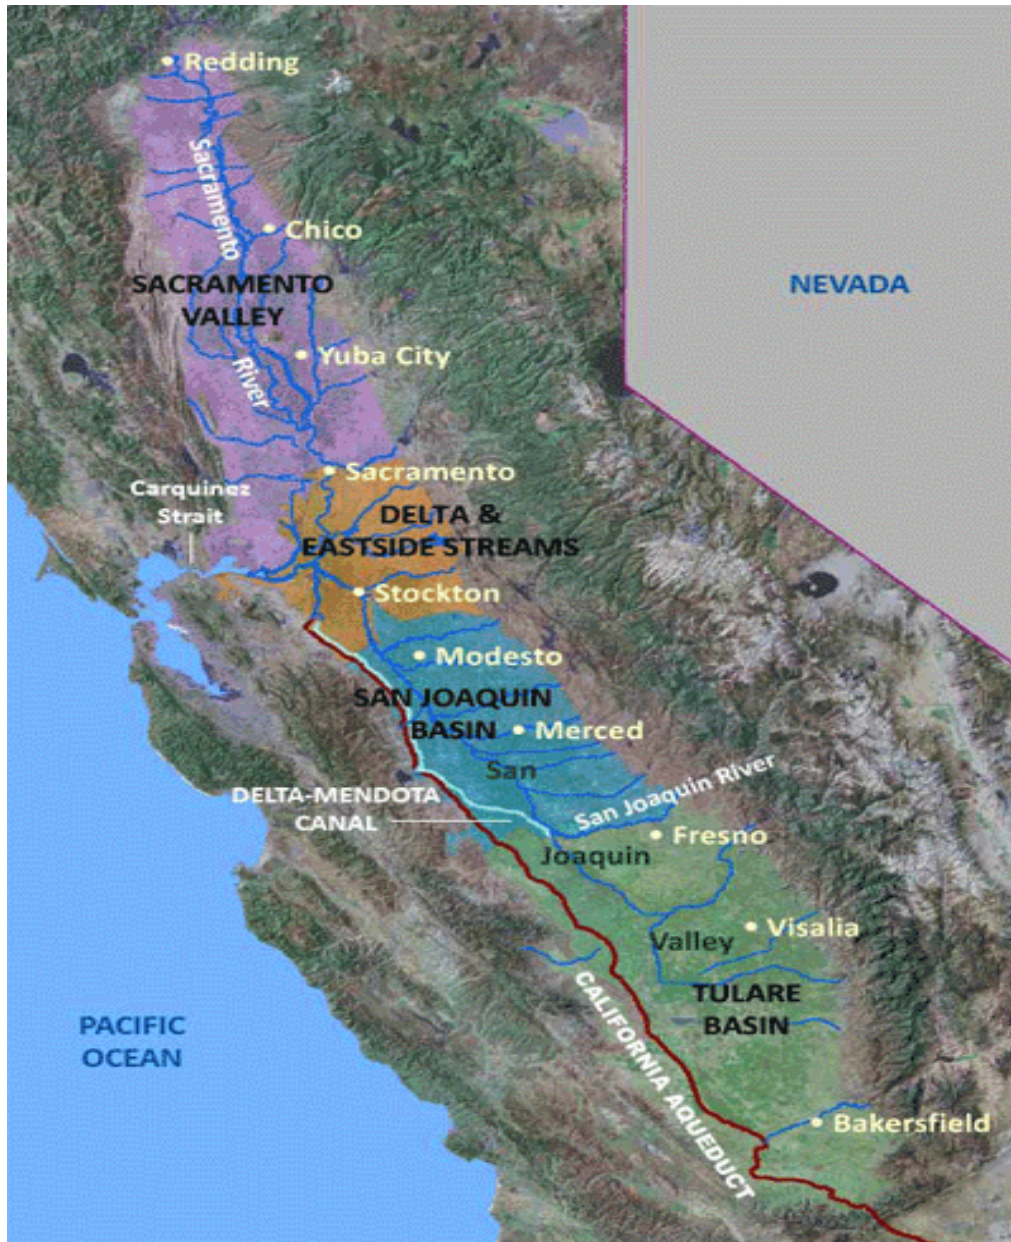 Redding
Sacramento
Chico
SACRAMENTO
VALLEY
NEVADA
Yuba City
River
Sacramento
Carquinez
Strait
DELTA &
EASTSIDE STREAMS
Stockton
Modesto
SAN JOAQUIN
BASIN
Merced
San
San Joaquin River
DELTA-MENDOTA
CANAL
Fresno
Joaquin
Visalia
Valley
TULARE
BASIN
CALIFORNIA AQUEDUCT
PACIFIC
OCEAN
Bakersfield